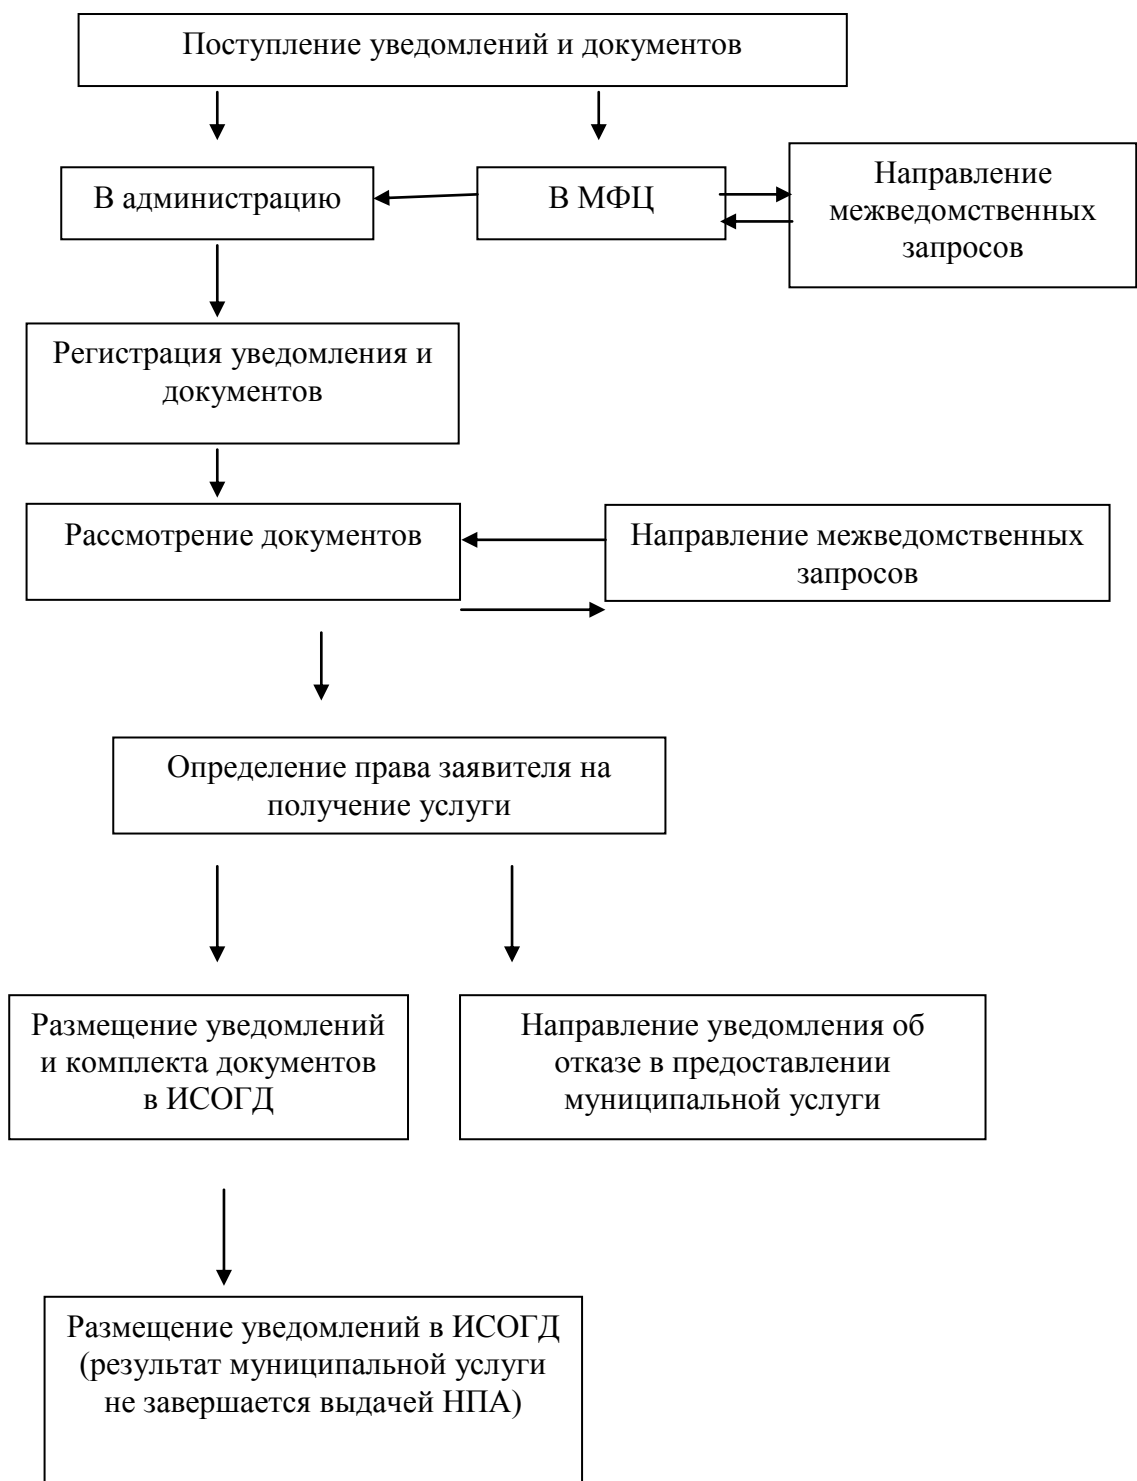 Поступление уведомлений и документов
В администрацию
В МФЦ
Направление
межведомственных
запросов
Регистрация уведомления и
документов
Рассмотрение документов
Направление межведомственных
запросов
Определение права заявителя на
получение услуги
Размещение уведомлений
и комплекта документов
в ИСОГД
Направление уведомления об
отказе в предоставлении
муниципальной услуги
Размещение уведомлений в ИСОГД
(результат муниципальной услуги
не завершается выдачей НПА)